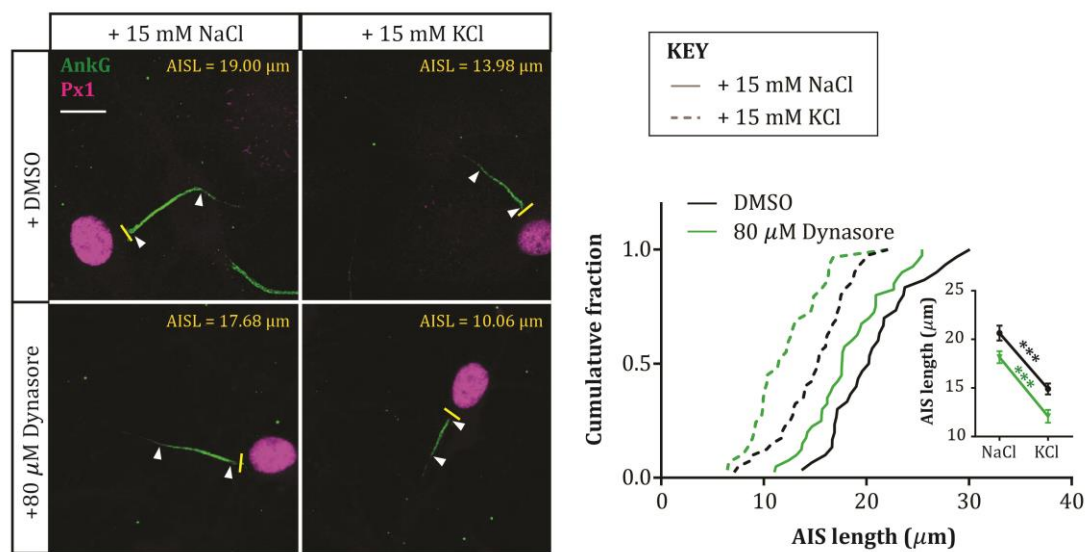 + 15 mM NaCl
+ 15 mM KCl
+ DMSO
AnkG
Px1
AISL = 19.00 µm
AISL = 13.98 µm
+80 µM Dynasore
AISL = 17.68 µm
AISL = 10.06 µm
KEY
+ 15 mM NaCl
+ 15 mM KCl
DMSO
80 µM Dynasore
Cumulative fraction
1.0
0.5
0.0
0
10
20
30
40
AIS length (µm)
AIS length (µm)
25
20
15
10
***
***
NaCl
KCl